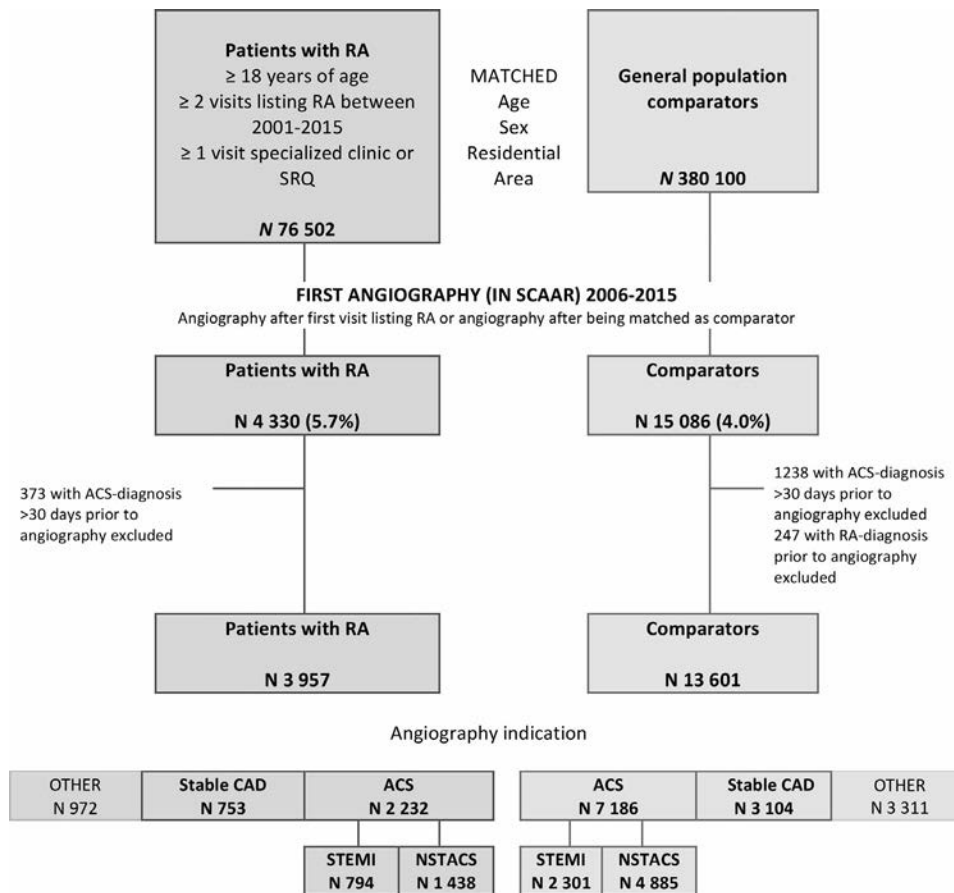 Patients with RA
≥ 18 years of age
≥ 2 visits listing RA between
2001-2015
≥ 1 visit specialized clinic or
SRQ
N 76 502
MATCHED
Age
Sex
Residential
Area
General population
comparators
N 380 100
FIRST ANGIOGRAPHY (IN SCAAR) 2006-2015
Angiography after first visit listing RA or angiography after being matched as comparator
Patients with RA
N 4 330 (5.7%)
Comparators
N 15 086 (4.0%)
373 with ACS-diagnosis
>30 days prior to
angiography excluded
1238 with ACS-diagnosis
>30 days prior to
angiography excluded
247 with RA-diagnosis
prior to angiography
excluded
Patients with RA
N 3 957
Comparators
N 13 601
Angiography indication
OTHER
N 972
Stable CAD
N 753
ACS
N 2 232
ACS
N 7 186
Stable CAD
N 3 104
OTHER
N 3 311
STEMI
N 794
NSTACS
N 1 438
STEMI
N 2 301
NSTACS
N 4 885